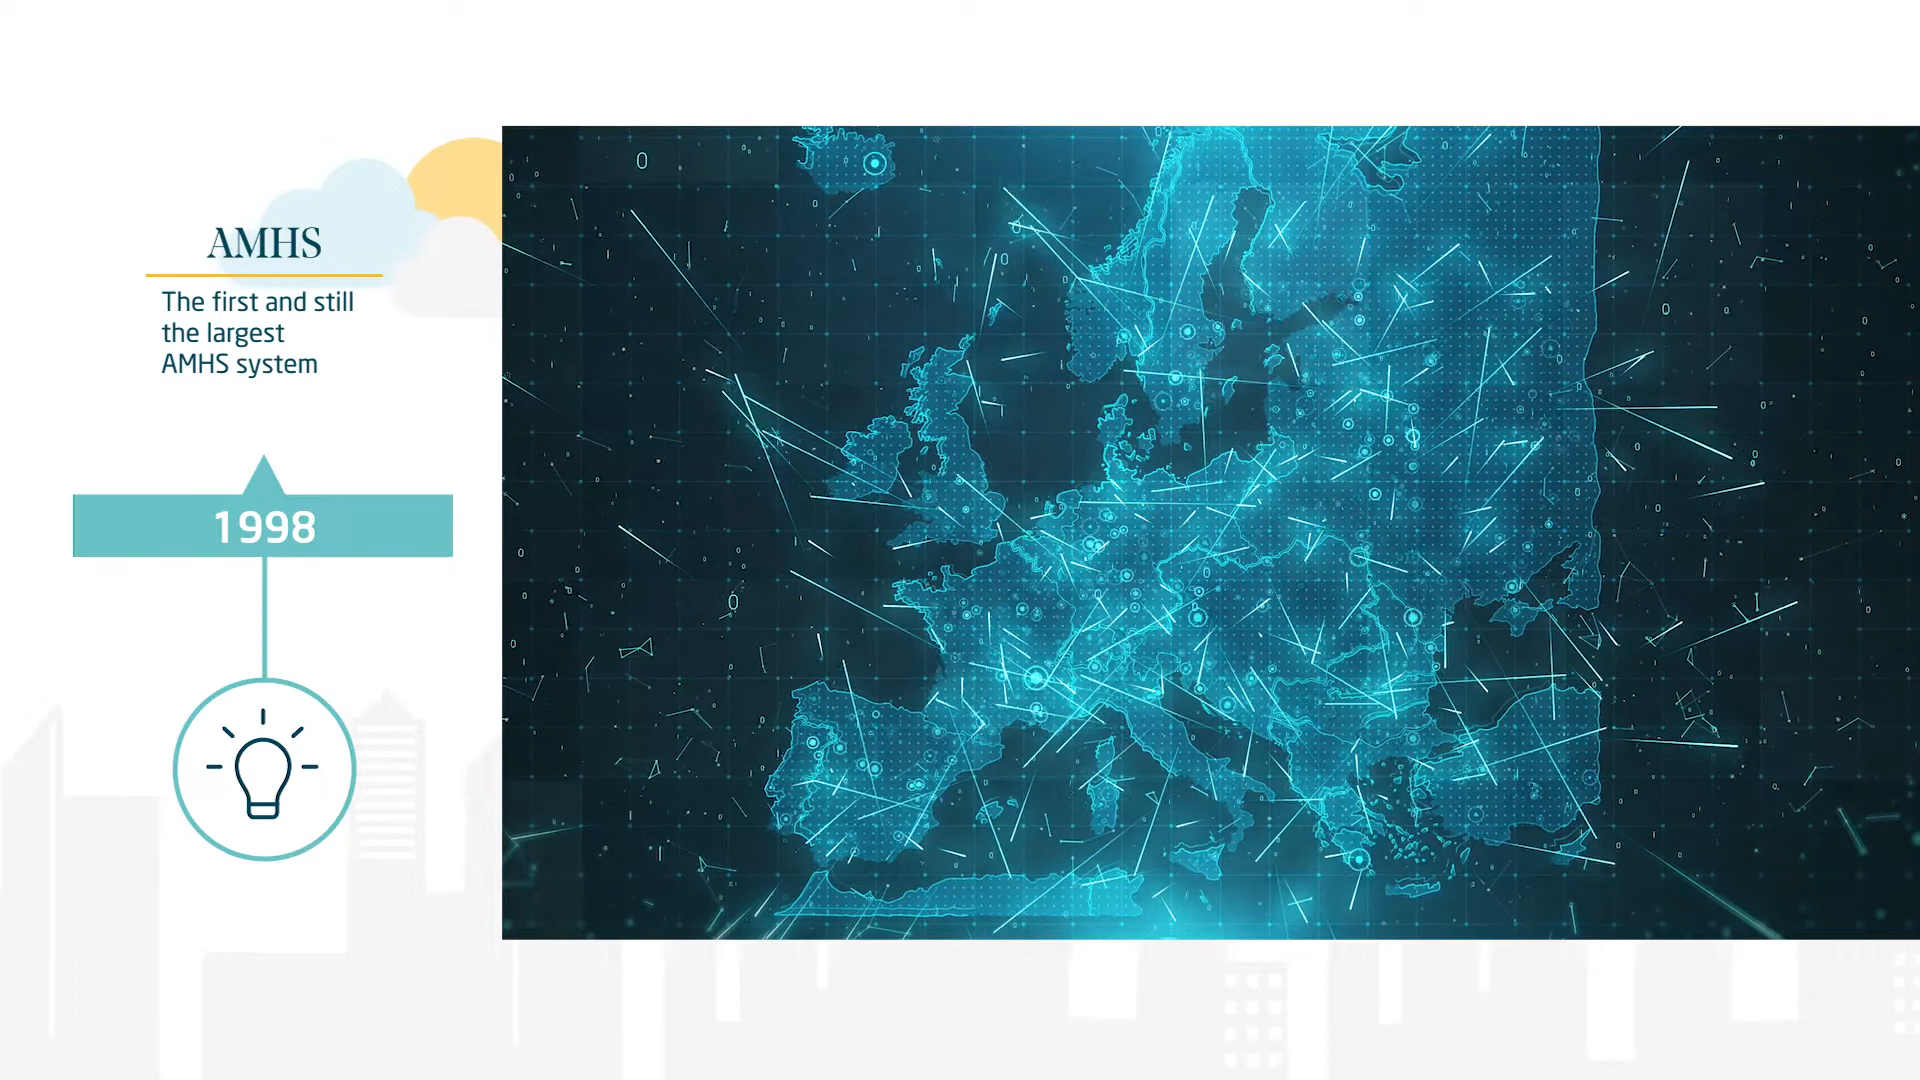 AMHS
The first and still
the largest
AMHS system
1998